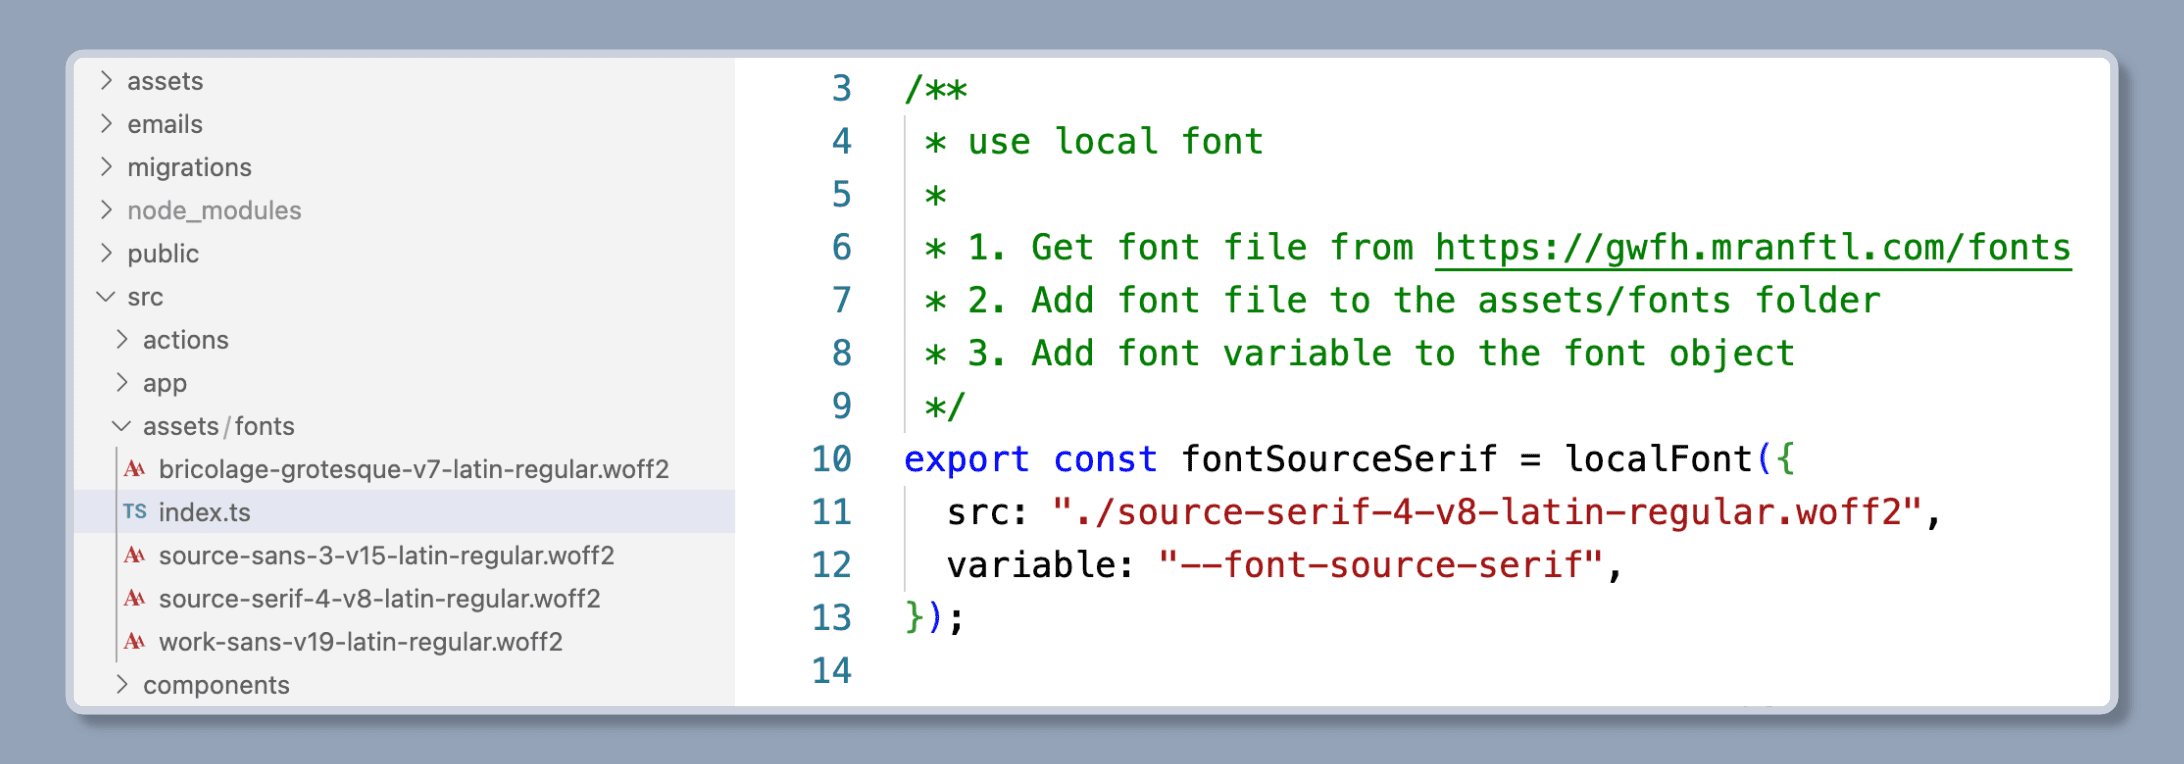 assets
emails
migrations
node_modules
public
src
actions
app
assets/fonts
bricolage-grotesque-v7-latin-regular.woff2
TS index.ts
source-sans-3-v15-latin-regular.woff2
source-serif-4-v8-latin-regular.woff2
work-sans-v19-latin-regular.woff2
components
3 /**
4 * use local font
5 *
6 * 1. Get font file from https://gwfh.mranftl.com/fonts
7 * 2. Add font file to the assets/fonts folder
8 * 3. Add font variable to the font object
9 */
10 export const fontSourceSerif = localFont({
11 src: "./source-serif-4-v8-latin-regular.woff2",
12 variable: "--font-source-serif",
13 });
14